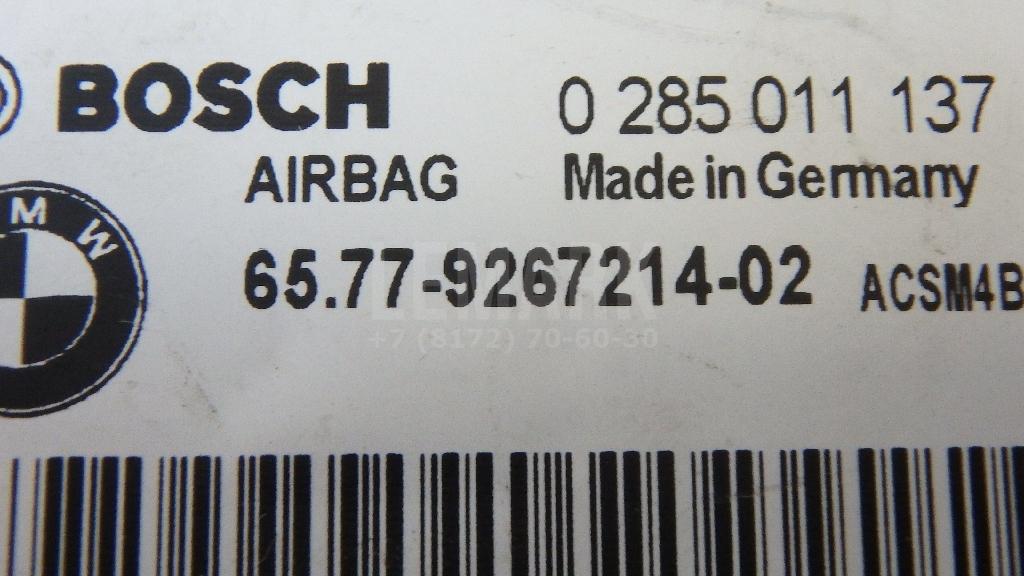 BOSCH 0 285 011 137
AIRBAG Made in Germany
M W
65.77-9267214-02 ACSM4B
LEMARK
+7 (8172) 70-60-30